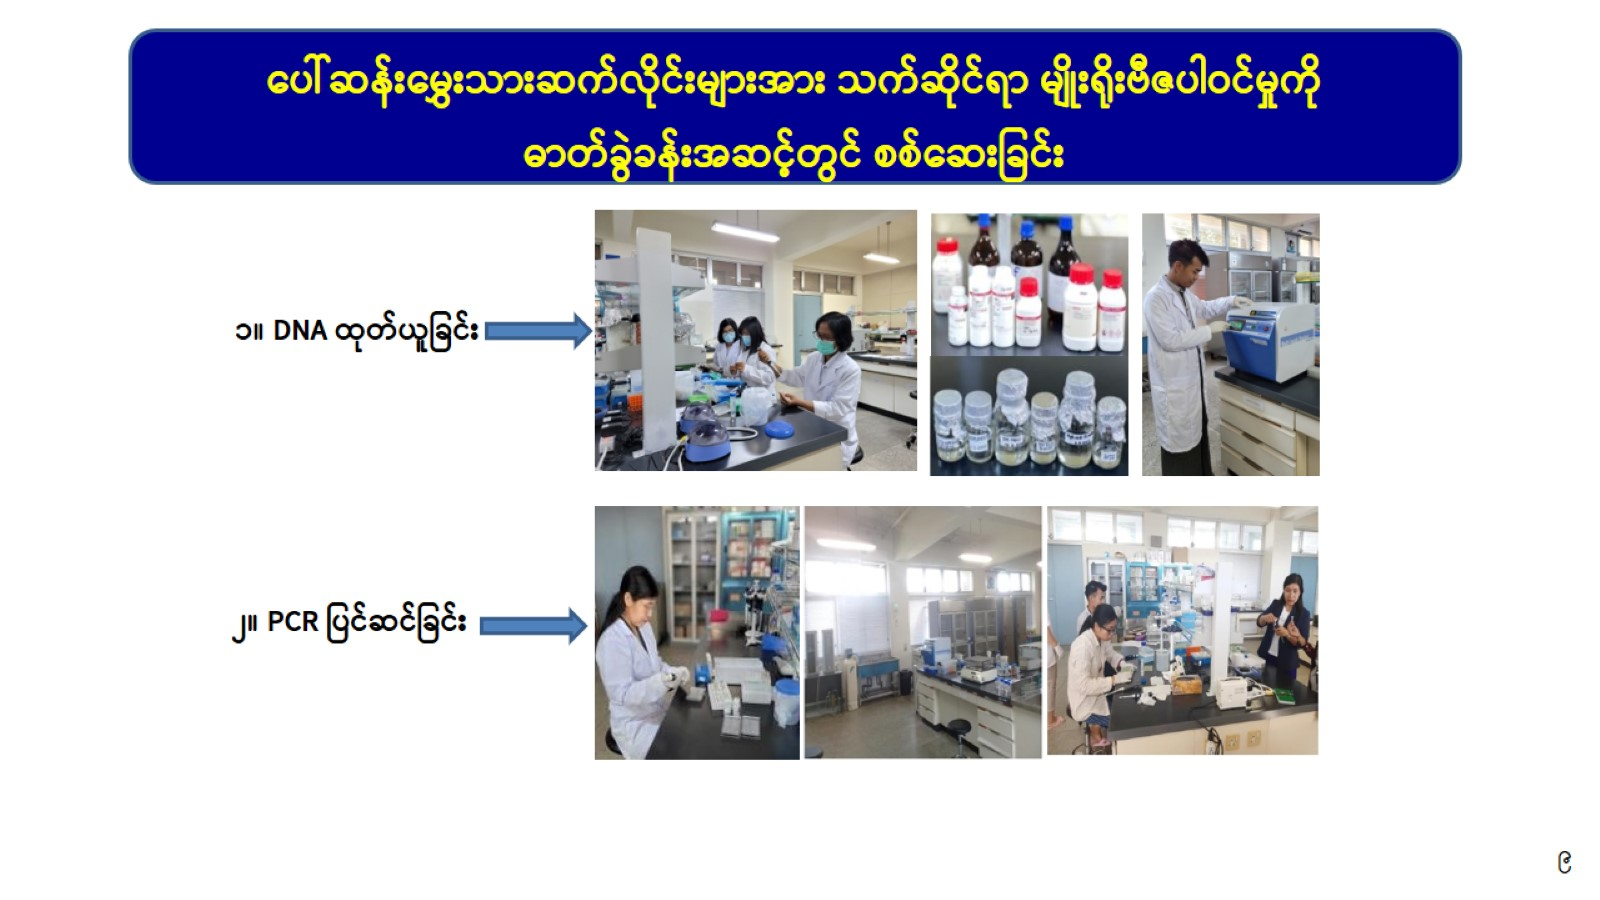 ပေါ်ဆန်းမွှေးသားဆက်လိုင်းများအား သက်ဆိုင်ရာ မျိုးရိုးဗီဇပါဝင်မှုကို
ဓာတ်ခွဲခန်းအဆင့်တွင် စစ်ဆေးခြင်း
၁။ DNA ထုတ်ယူခြင်း
၂။ PCR ပြင်ဆင်ခြင်း
၉